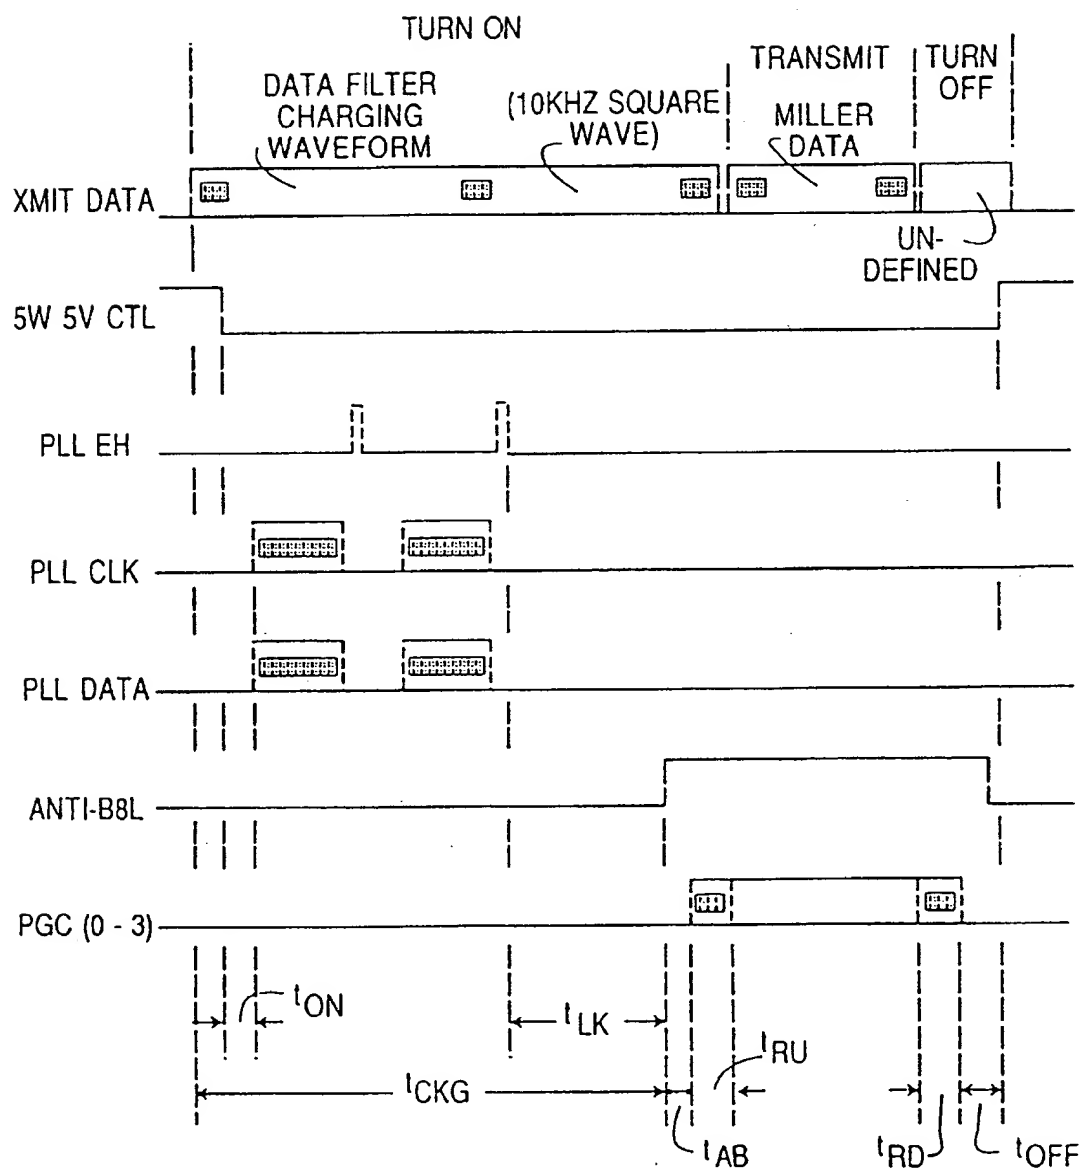 TURN ON
TRANSMIT
TURN
OFF
DATA FILTER
CHARGING
WAVEFORM
(10KHZ SQUARE
WAVE)
MILLER
DATA
XMIT DATA
UN-
DEFINED
5W 5V CTL
PLL EH
PLL CLK
PLL DATA
ANTI-B8L
PGC (0 - 3)
tON
tLK
tRU
tCKG
tAB
tRD
tOFF